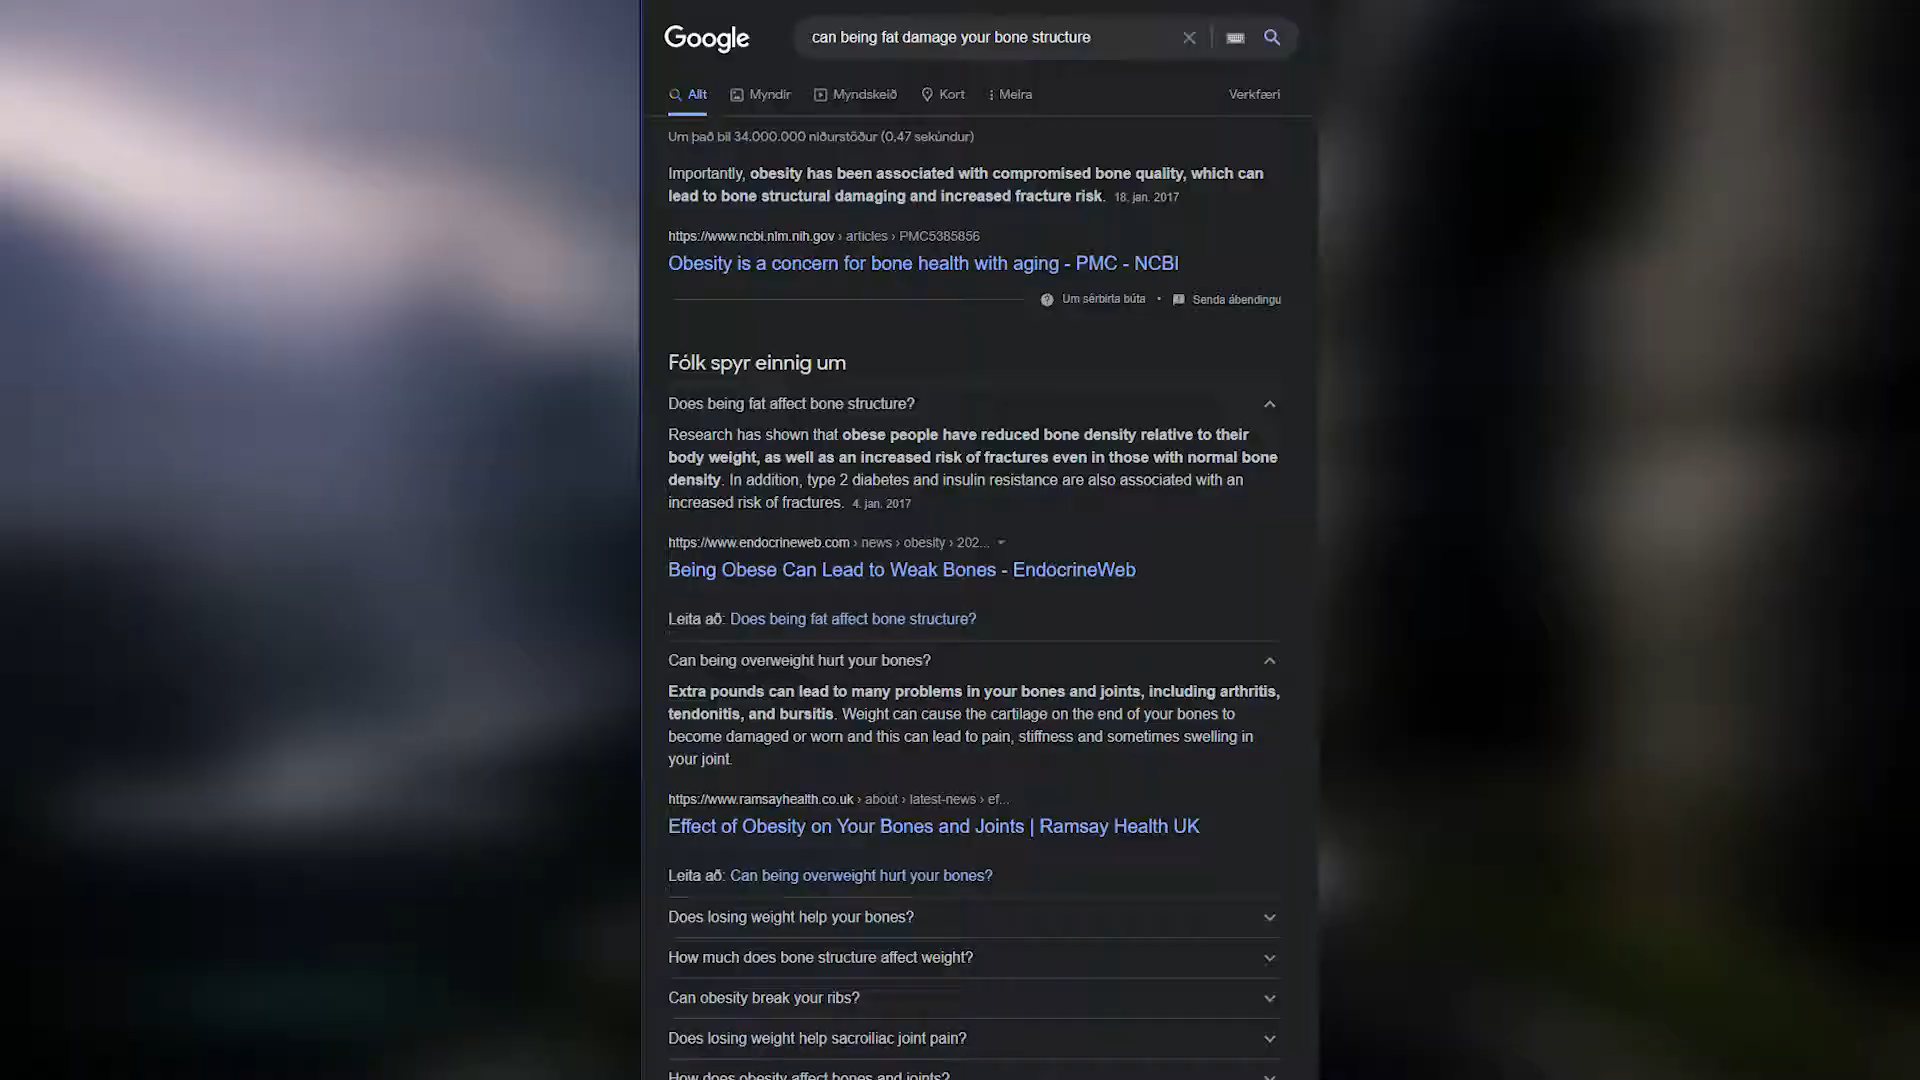 Google
can being fat damage your bone structure
Allt Myndir Myndskeið Kort Meira Verkfæri
Um það bil 34.000.000 niðurstöður (0,47 sekúndur)
Importantly, obesity has been associated with compromised bone quality, which can
lead to bone structural damaging and increased fracture risk. 18. jan. 2017
https://www.ncbi.nlm.nih.gov › articles › PMC5385856
Obesity is a concern for bone health with aging - PMC - NCBI
Um sérbirta búta • Senda ábendingu
Fólk spyr einnig um
Does being fat affect bone structure?
Research has shown that obese people have reduced bone density relative to their
body weight, as well as an increased risk of fractures even in those with normal bone
density. In addition, type 2 diabetes and insulin resistance are also associated with an
increased risk of fractures. 4. jan. 2017
https://www.endocrineweb.com › news › obesity › 202...
Being Obese Can Lead to Weak Bones - EndocrineWeb
Leita að: Does being fat affect bone structure?
Can being overweight hurt your bones?
Extra pounds can lead to many problems in your bones and joints, including arthritis,
tendonitis, and bursitis. Weight can cause the cartilage on the end of your bones to
become damaged or worn and this can lead to pain, stiffness and sometimes swelling in
your joint.
https://www.ramsayhealth.co.uk › about › latest-news › ef...
Effect of Obesity on Your Bones and Joints | Ramsay Health UK
Leita að: Can being overweight hurt your bones?
Does losing weight help your bones?
How much does bone structure affect weight?
Can obesity break your ribs?
Does losing weight help sacroiliac joint pain?
How does obesity affect bones and joints?